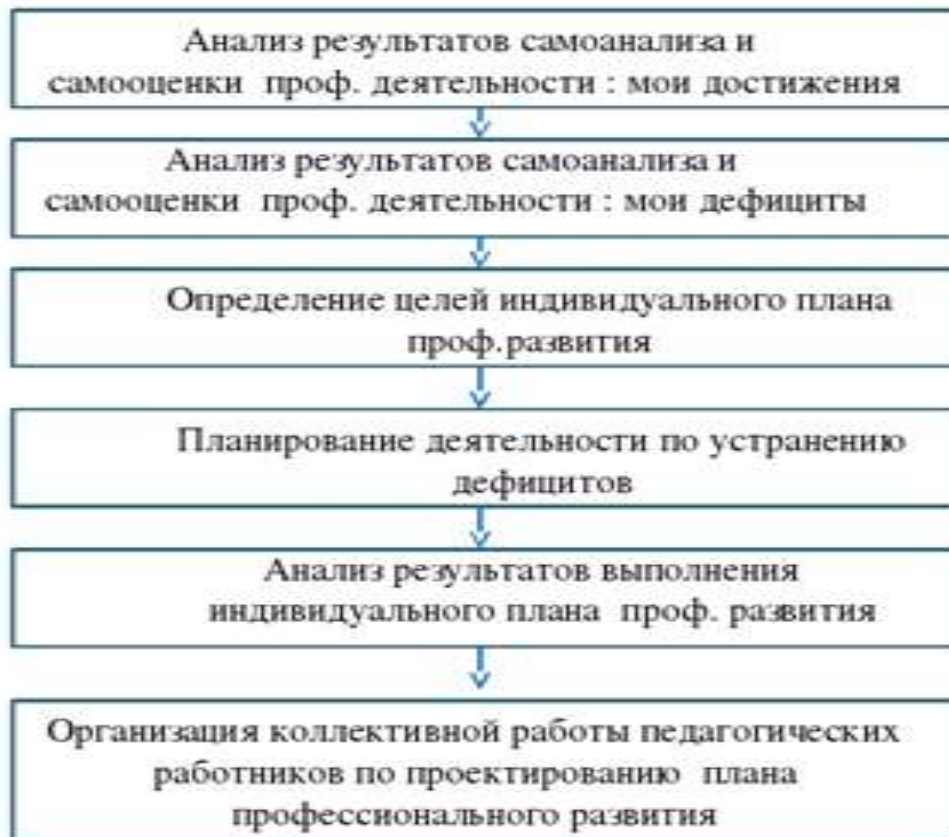 Анализ результатов самоанализа и
самооценки проф. деятельности : мои достижения
Анализ результатов самоанализа и
самооценки проф. деятельности : мои дефициты
Определение целей индивидуального плана
проф.развития
Планирование деятельности по устранению
дефицитов
Анализ результатов выполнения
индивидуального плана проф. развития
Организация коллективной работы педагогических
работников по проектированию плана
профессионального развития